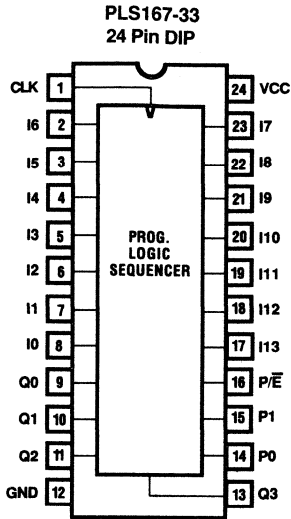 PLS167-33
24 Pin DIP
CLK 1 24 VCC
I6 2 23 I7
I5 3 22 I8
I4 4 21 I9
I3 5 PROG. 20 I10
LOGIC
I2 6 SEQUENCER 19 I11
I1 7 18 I12
I0 8 17 I13
Q0 9 16 P/E̅
Q1 10 15 P1
Q2 11 14 P0
GND 12 13 Q3